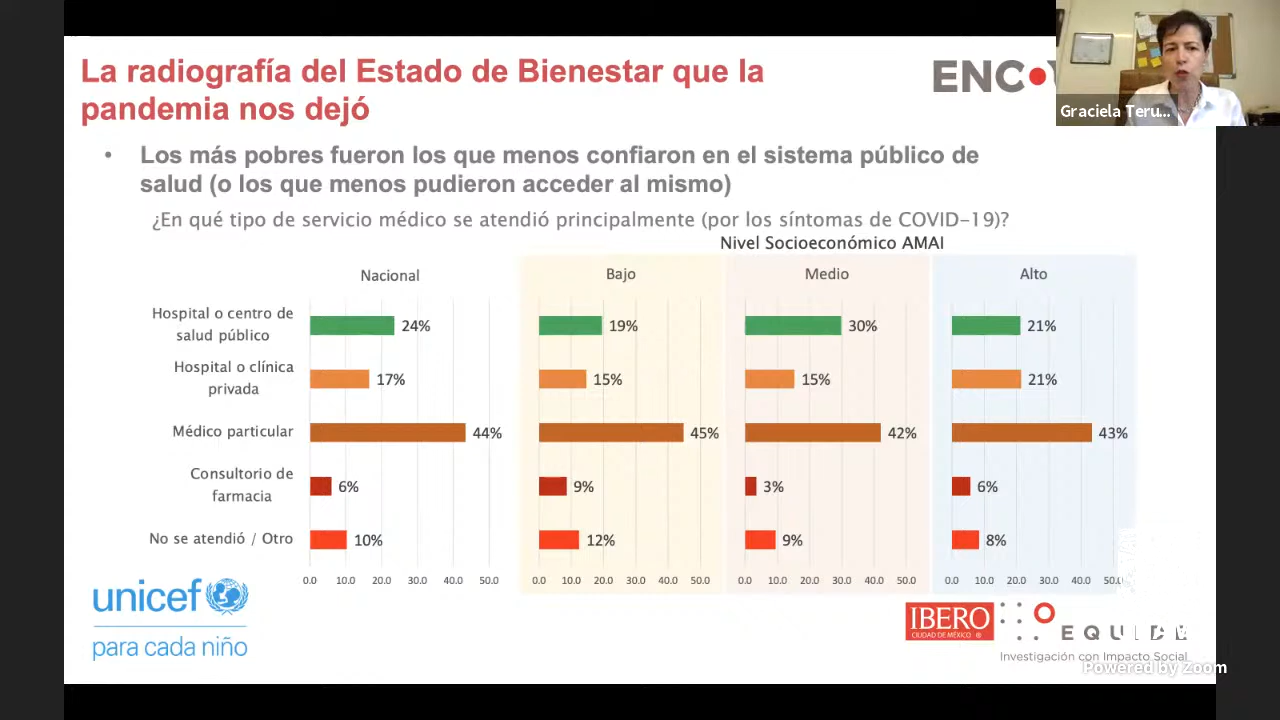 La radiografía del Estado de Bienestar que la
pandemia nos dejó
ENC
Graciela Teru...
• Los más pobres fueron los que menos confiaron en el sistema público de
salud (o los que menos pudieron acceder al mismo)
¿En qué tipo de servicio médico se atendió principalmente (por los síntomas de COVID-19)?
Nivel Socioeconómico AMAI
Nacional
Bajo
Medio
Alto
Hospital o centro de
salud público
24%
19%
30%
21%
Hospital o clínica
privada
17%
15%
15%
21%
Médico particular
44%
45%
42%
43%
Consultorio de
farmacia
6%
9%
3%
6%
No se atendió / Otro
10%
12%
9%
8%
0.0 10.0 20.0 30.0 40.0 50.0
0.0 10.0 20.0 30.0 40.0 50.0
0.0 10.0 20.0 30.0 40.0 50.0
0.0 10.0 20.0 30.0 40.0
unicef
para cada niño
IBERO
CIUDAD DE MÉXICO ®
Investigación con Impacto Social
Powered by Zoom